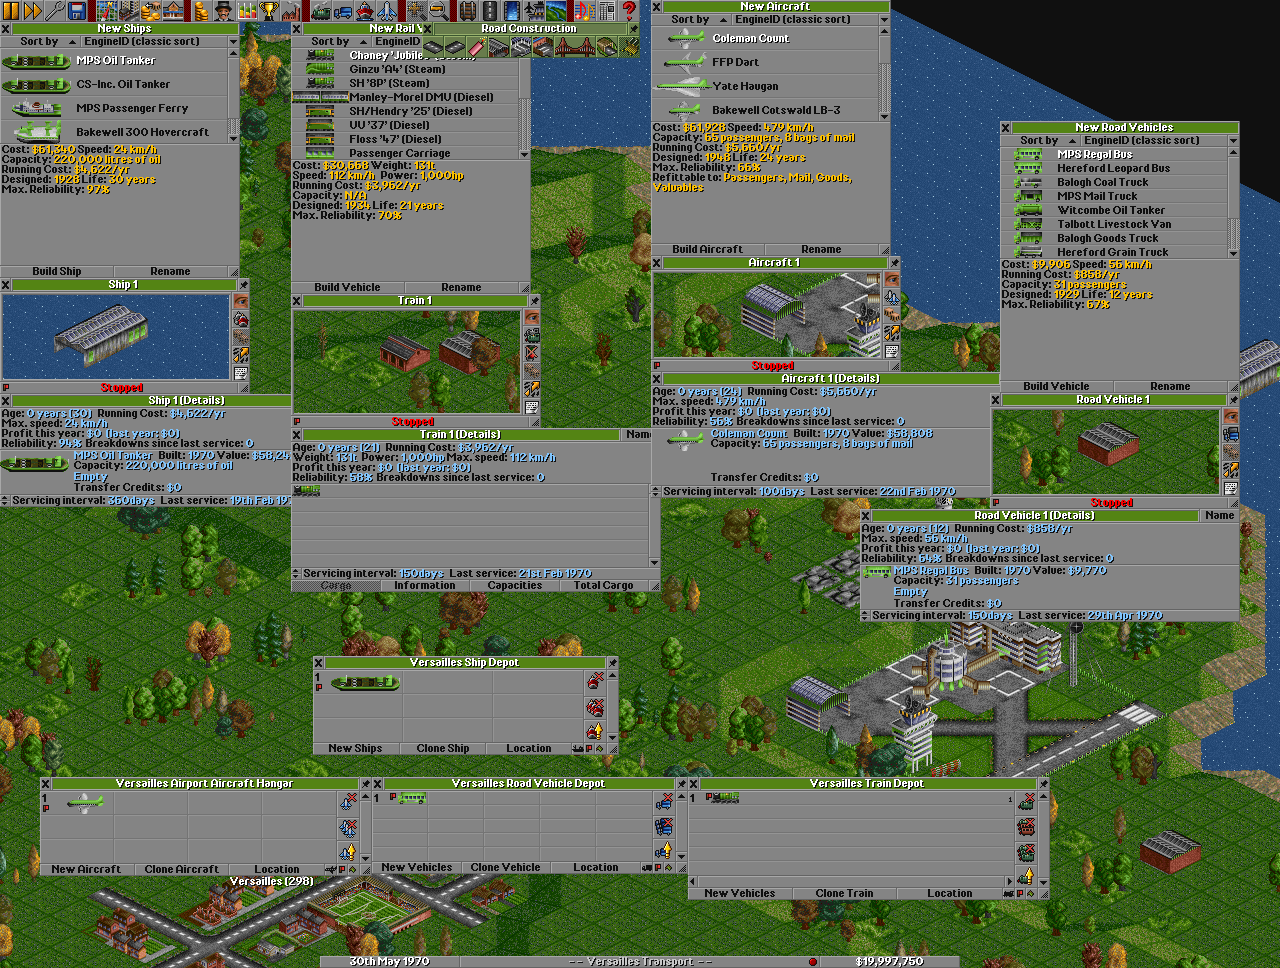 New Ships
Sort by EngineID (classic sort)
MPS Oil Tanker
CS-Inc. Oil Tanker
MPS Passenger Ferry
Bakewell 300 Hovercraft
Cost: $61,340 Speed: 24 km/h
Capacity: 220,000 litres of oil
Running Cost: $4,622/yr
Designed: 1928 Life: 30 years
Max. Reliability: 97%
Build Ship Rename
Ship 1
Stopped
Ship 1 (Details)
Age: 0 years (30) Running Cost: $4,622/yr
Max. speed: 24 km/h
Profit this year: $0 (last year: $0)
Reliability: 94% Breakdowns since last service: 0
MPS Oil Tanker Built: 1970 Value: $58,24
Capacity: 220,000 litres of oil
Empty
Transfer Credits: $0
Servicing interval: 360days Last service: 19th Feb 197
New Rail V
Sort by EngineID
Chaney 'Jubile
Ginzu 'A4' (Steam)
SH '8P' (Steam)
Manley-Morel DMU (Diesel)
SH/Hendry '25' (Diesel)
UU '37' (Diesel)
Floss '47' (Diesel)
Passenger Carriage
Cost: $30,668 Weight: 131t
Speed: 112 km/h Power: 1,000hp
Running Cost: $3,962/yr
Capacity: N/A
Designed: 1934 Life: 21 years
Max. Reliability: 70%
Build Vehicle Rename
Road Construction
Train 1
Stopped
Train 1 (Details)
Name
Age: 0 years (21) Running Cost: $3,962/yr
Weight: 131t Power: 1,000hp Max. speed: 112 km/h
Profit this year: $0 (last year: $0)
Reliability: 58% Breakdowns since last service: 0
Servicing interval: 150days Last service: 21st Feb 1970
Cargo Information Capacities Total Cargo
New Aircraft
Sort by EngineID (classic sort)
Coleman Count
FFP Dart
Yate Haugan
Bakewell Cotswald LB-3
Cost: $61,928 Speed: 479 km/h
Capacity: 65 passengers, 8 bags of mail
Running Cost: $5,660/yr
Designed: 1948 Life: 24 years
Max. Reliability: 66%
Refittable to: Passengers, Mail, Goods,
Valuables
Build Aircraft Rename
Aircraft 1
Stopped
Aircraft 1 (Details)
Age: 0 years (24) Running Cost: $5,660/yr
Max. speed: 479 km/h
Profit this year: $0 (last year: $0)
Reliability: 56% Breakdowns since last service: 0
Coleman Count Built: 1970 Value: $58,808
Capacity: 65 passengers, 8 bags of mail
Transfer Credits: $0
Servicing interval: 100days Last service: 22nd Feb 1970
New Road Vehicles
Sort by EngineID (classic sort)
MPS Regal Bus
Hereford Leopard Bus
Balogh Coal Truck
MPS Mail Truck
Witcombe Oil Tanker
Talbott Livestock Van
Balogh Goods Truck
Hereford Grain Truck
Cost: $9,906 Speed: 56 km/h
Running Cost: $858/yr
Capacity: 31 passengers
Designed: 1929 Life: 12 years
Max. Reliability: 67%
Build Vehicle Rename
Road Vehicle 1
Stopped
Road Vehicle 1 (Details)
Name
Age: 0 years (12) Running Cost: $858/yr
Max. speed: 56 km/h
Profit this year: $0 (last year: $0)
Reliability: 64% Breakdowns since last service: 0
MPS Regal Bus Built: 1970 Value: $9,770
Capacity: 31 passengers
Empty
Transfer Credits: $0
Servicing interval: 150days Last service: 29th Apr 1970
Versailles Ship Depot
1
New Ships Clone Ship Location
Versailles Airport Aircraft Hangar
1
New Aircraft Clone Aircraft Location
Versailles Road Vehicle Depot
1
New Vehicles Clone Vehicle Location
Versailles Train Depot
1
1
New Vehicles Clone Train Location
Versailles (298)
30th May 1970 -- Versailles Transport -- $19,997,750